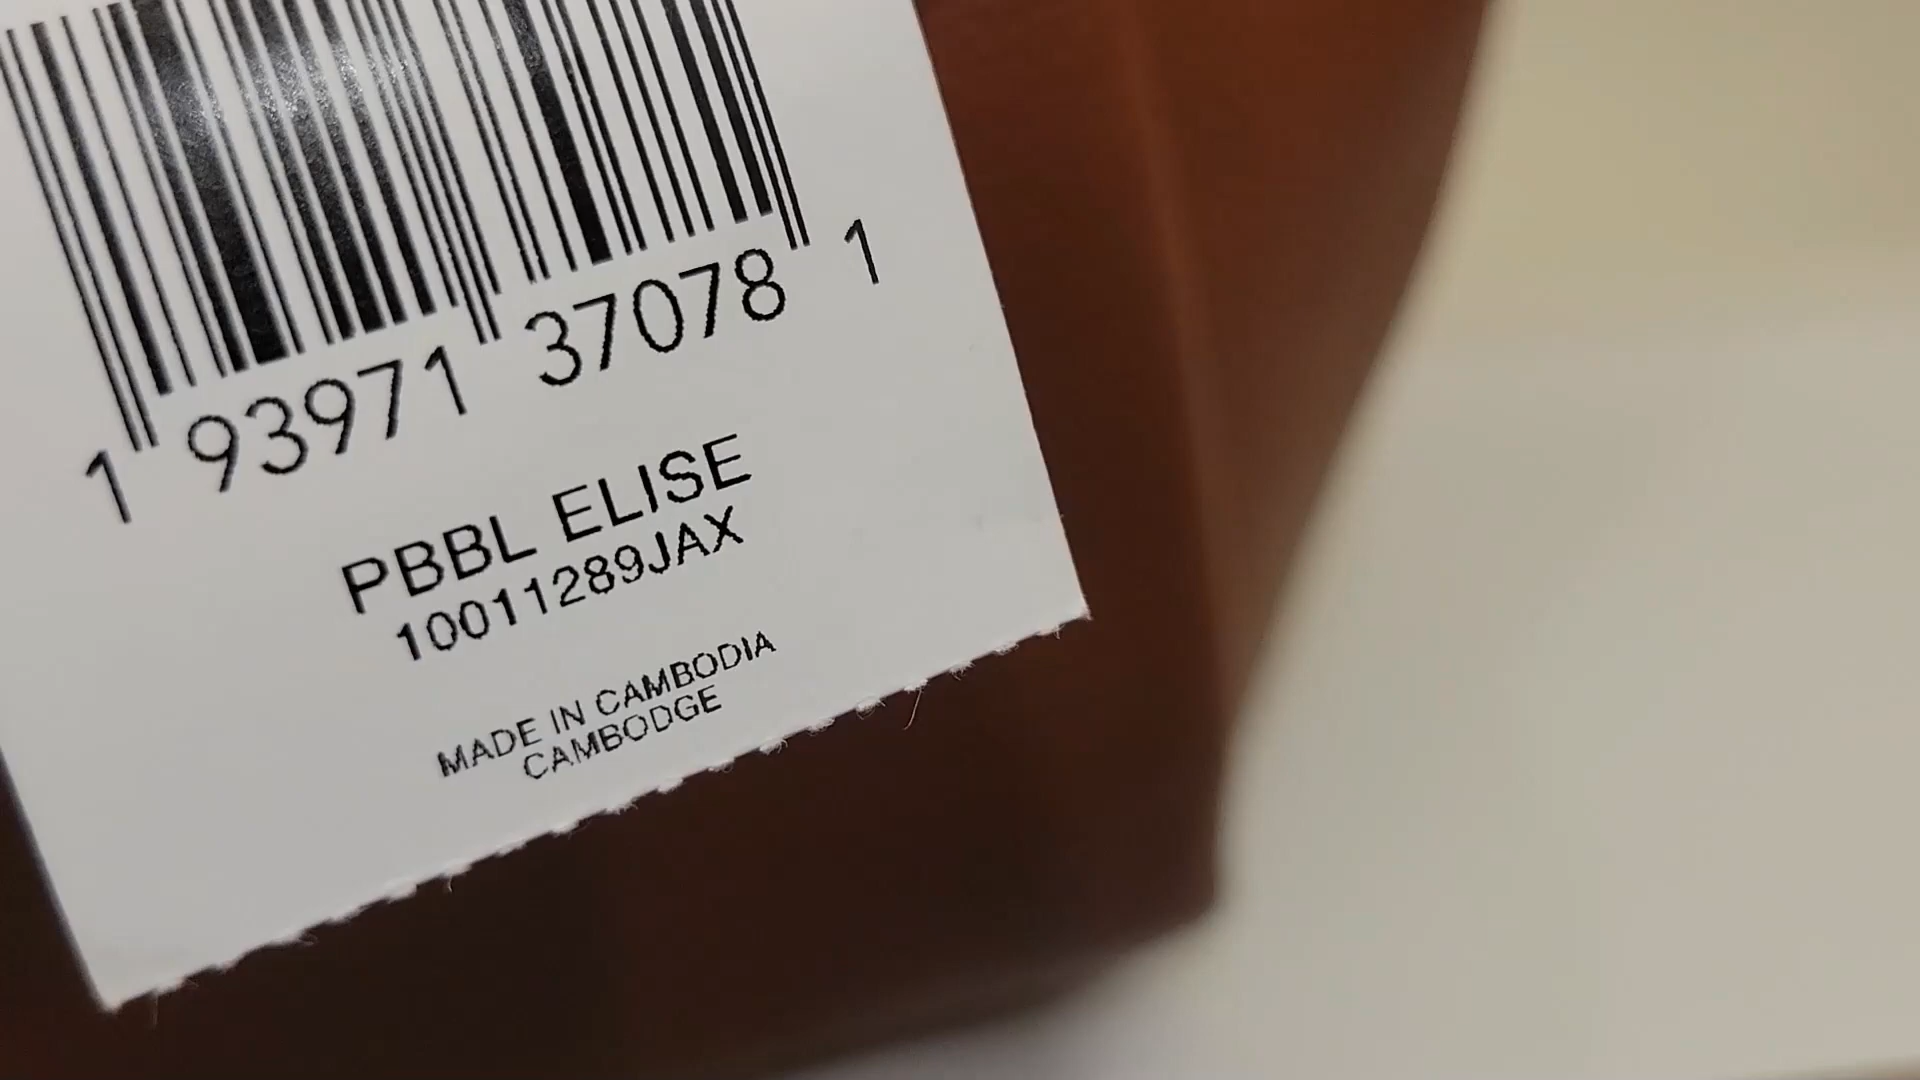 1 93971 37078 1
PBBL ELISE
10011289JAX
MADE IN CAMBODIA
CAMBODGE